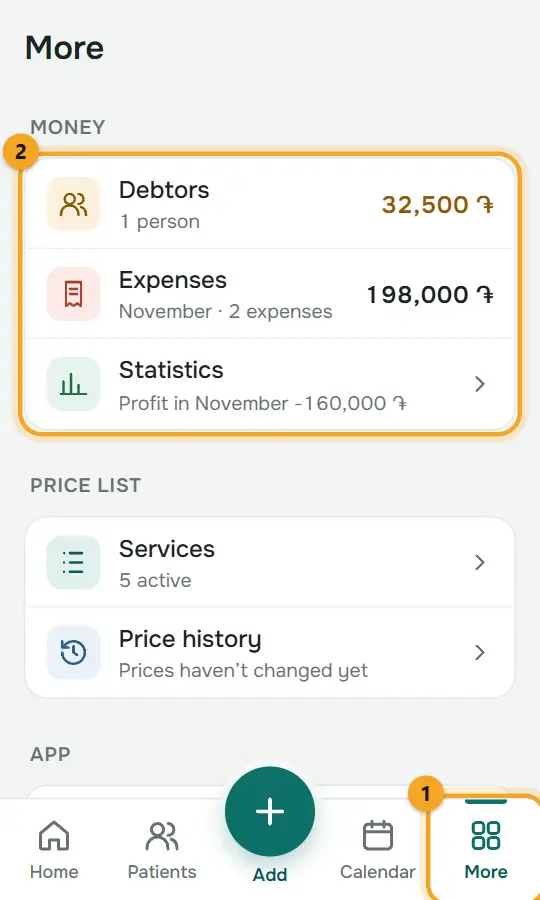 More
MONEY
2
Debtors
1 person
32,500 ֏
Expenses
November · 2 expenses
198,000 ֏
Statistics
Profit in November -160,000 ֏
PRICE LIST
Services
5 active
Price history
Prices haven’t changed yet
APP
1
Home
Patients
Add
Calendar
More